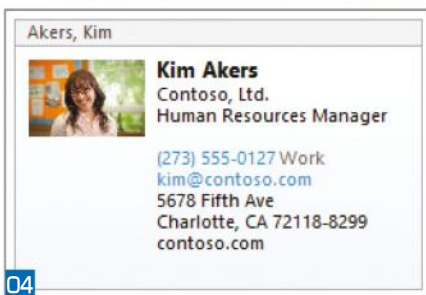 Akers, Kim
Kim Akers
Contoso, Ltd.
Human Resources Manager
(273) 555-0127 Work
kim@contoso.com
5678 Fifth Ave
Charlotte, CA 72118-8299
contoso.com
04